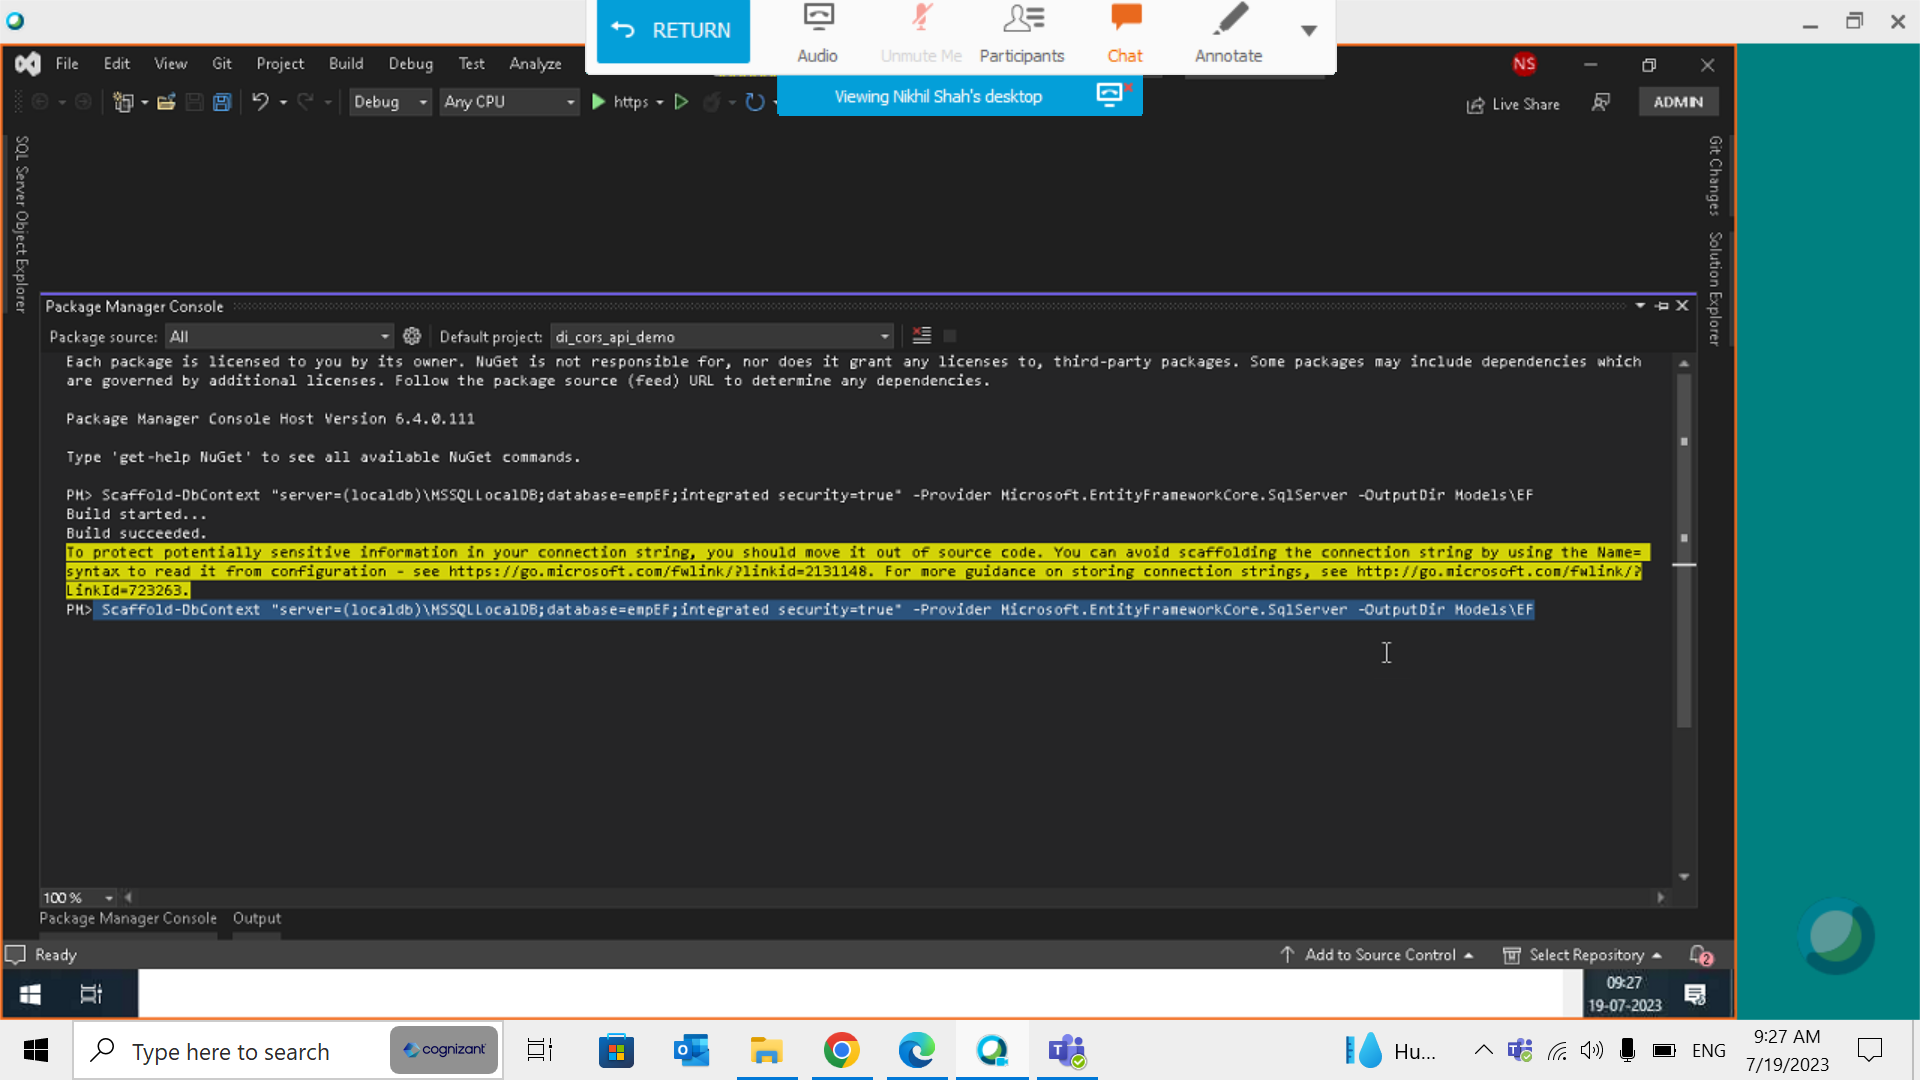 RETURN
Audio
Unmute Me
Participants
Chat
Annotate
Viewing Nikhil Shah's desktop
File Edit View Git Project Build Debug Test Analyze
NS
Debug
Any CPU
https
Live Share
ADMIN
SQL Server Object Explorer
Git Changes
Solution Explorer
Package Manager Console
Package source: All
Default project: di_cors_api_demo
Each package is licensed to you by its owner. NuGet is not responsible for, nor does it grant any licenses to, third-party packages. Some packages may include dependencies which
are governed by additional licenses. Follow the package source (feed) URL to determine any dependencies.
Package Manager Console Host Version 6.4.0.111
Type 'get-help NuGet' to see all available NuGet commands.
PM> Scaffold-DbContext "server=(localdb)\MSSQLLocalDB;database=empEF;integrated security=true" -Provider Microsoft.EntityFrameworkCore.SqlServer -OutputDir Models\EF
Build started...
Build succeeded.
To protect potentially sensitive information in your connection string, you should move it out of source code. You can avoid scaffolding the connection string by using the Name=
syntax to read it from configuration - see https://go.microsoft.com/fwlink/?linkid=2131148. For more guidance on storing connection strings, see http://go.microsoft.com/fwlink/?
LinkId=723263.
PM> Scaffold-DbContext "server=(localdb)\MSSQLLocalDB;database=empEF;integrated security=true" -Provider Microsoft.EntityFrameworkCore.SqlServer -OutputDir Models\EF
100 %
Package Manager Console Output
Ready
Add to Source Control
Select Repository
2
09:27
19-07-2023
Type here to search
cognizant
Hu...
ENG
9:27 AM
7/19/2023